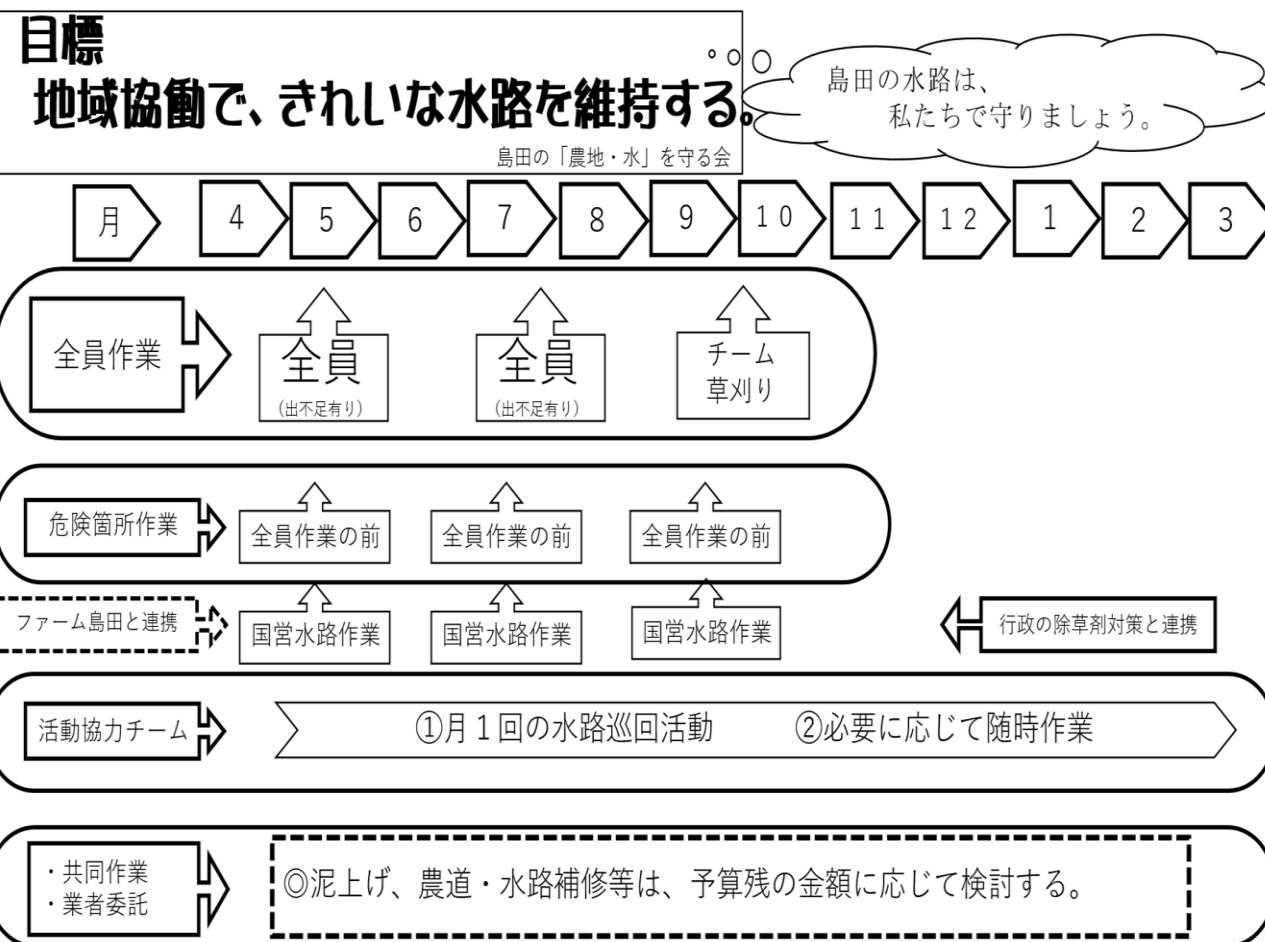 目標
地域協働で、きれいな水路を維持する。
島田の「農地・水」を守る会
島田の水路は、
私たちで守りましょう。
月 4 5 6 7 8 9 10 11 12 1 2 3
全員作業
全員
(出不足有り)
全員
(出不足有り)
チーム
草刈り
危険箇所作業
全員作業の前
全員作業の前
全員作業の前
ファーム島田と連携
国営水路作業
国営水路作業
国営水路作業
行政の除草剤対策と連携
活動協力チーム
①月1回の水路巡回活動 ②必要に応じて随時作業
・共同作業
・業者委託
◎泥上げ、農道・水路補修等は、予算残の金額に応じて検討する。